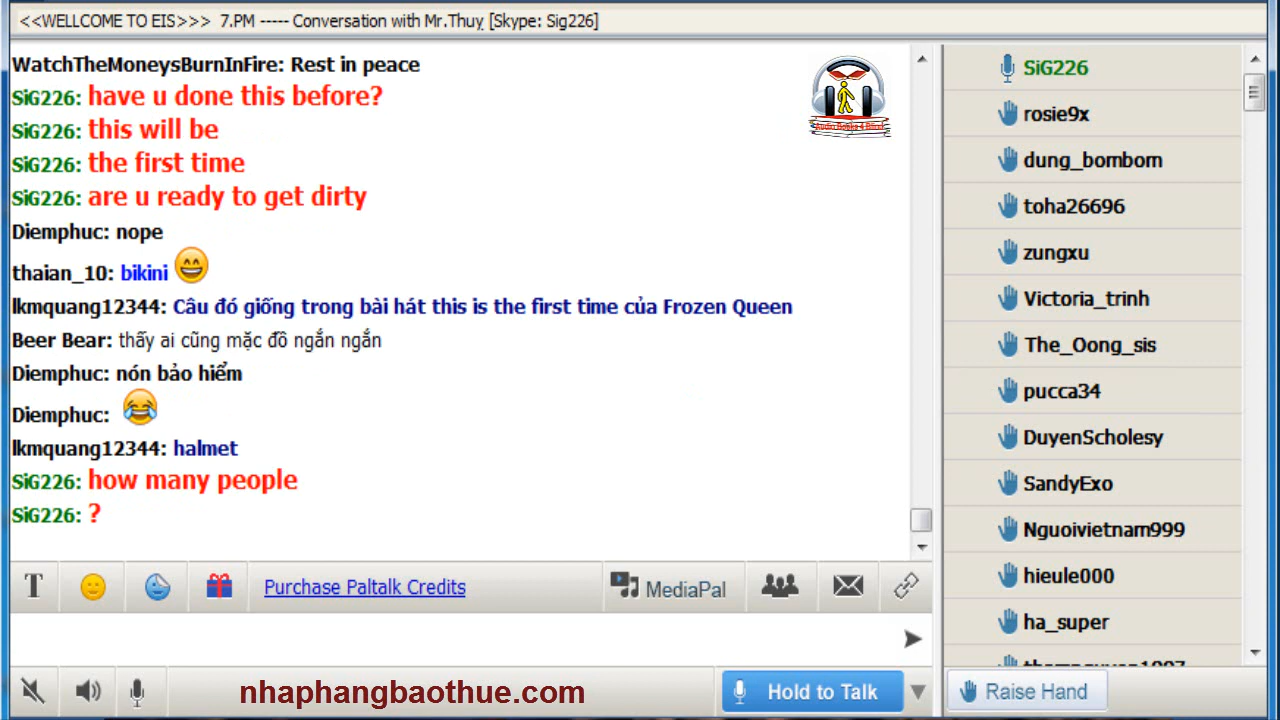 <<WELLCOME TO EIS>>> 7.PM ----- Conversation with Mr.Thuỵ [Skype: Sig226]
WatchTheMoneysBurnInFire: Rest in peace
SiG226: have u done this before?
SiG226: this will be
SiG226: the first time
SiG226: are u ready to get dirty
Diemphuc: nope
thaian_10: bikini
lkmquang12344: Câu đó giống trong bài hát this is the first time của Frozen Queen
Beer Bear: thấy ai cũng mặc đồ ngắn ngắn
Diemphuc: nón bảo hiểm
Diemphuc:
lkmquang12344: halmet
SiG226: how many people
SiG226: ?
Audio Books 4 Blind
T
Purchase Paltalk Credits
MediaPal
nhaphangbaothue.com
Hold to Talk
SiG226
rosie9x
dung_bombom
toha26696
zungxu
Victoria_trinh
The_Oong_sis
pucca34
DuyenScholesy
SandyExo
Nguoivietnam999
hieule000
ha_super
Raise Hand